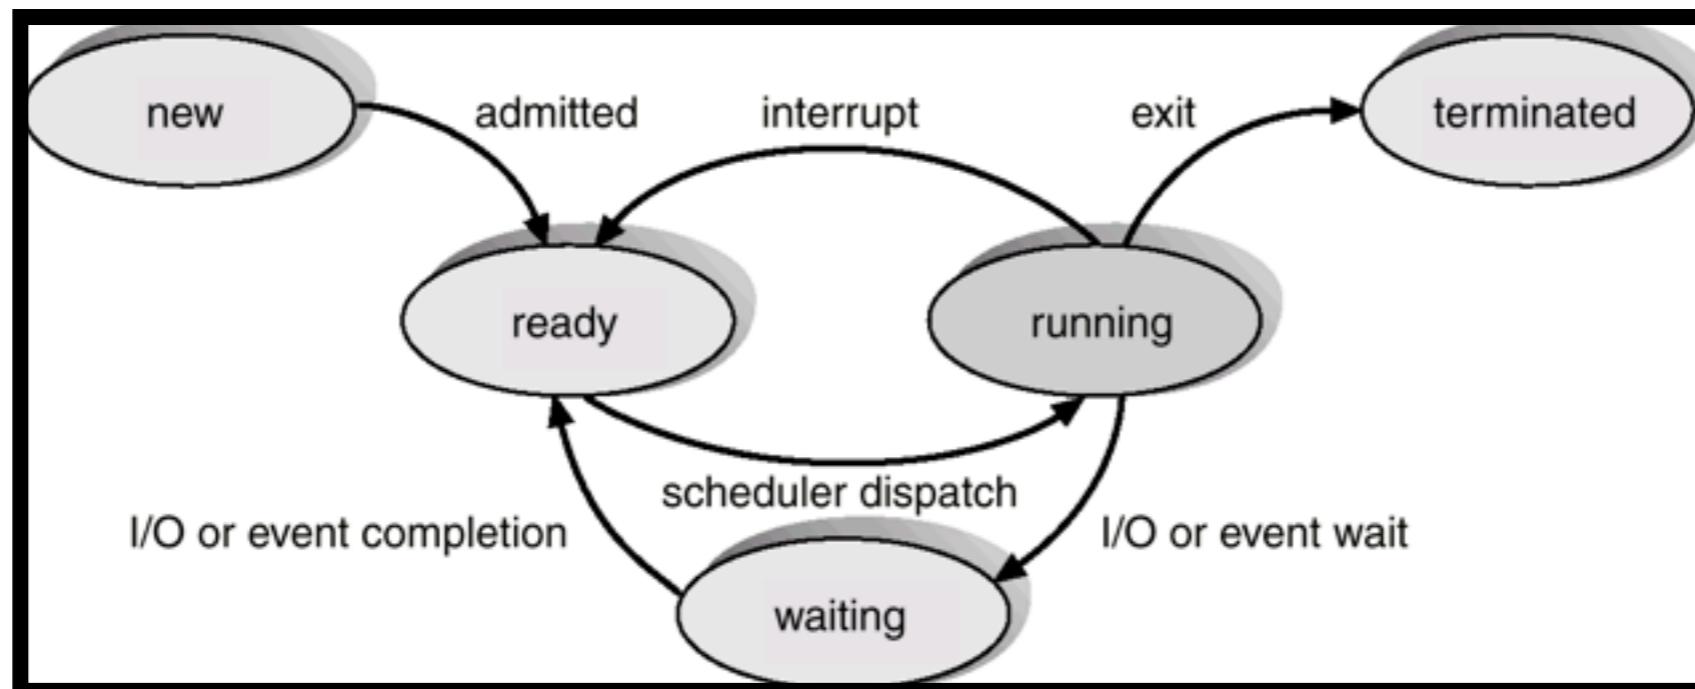 new
admitted
interrupt
exit
terminated
ready
running
scheduler dispatch
I/O or event completion
I/O or event wait
waiting